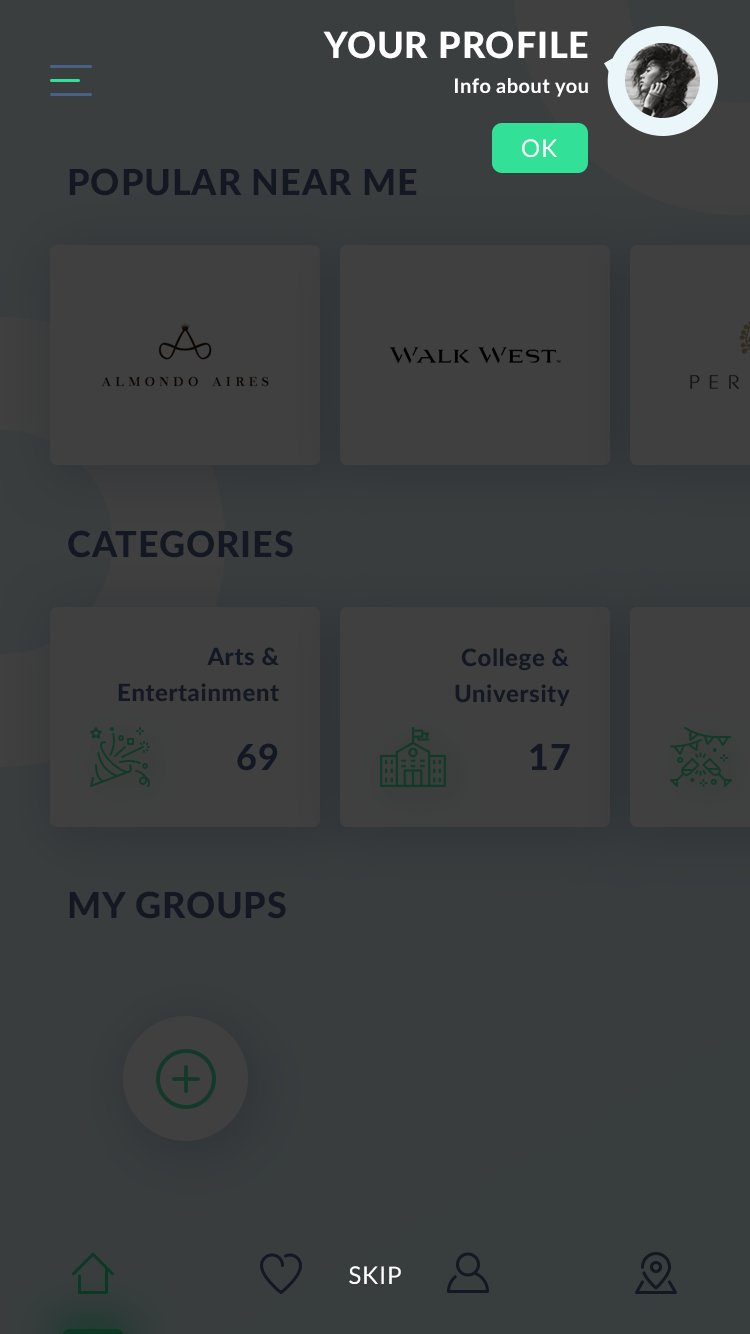 YOUR PROFILE
Info about you
OK
POPULAR NEAR ME
ALMONDO AIRES
WALK WEST
PER
CATEGORIES
Arts &
Entertainment
69
College &
University
17
MY GROUPS
SKIP